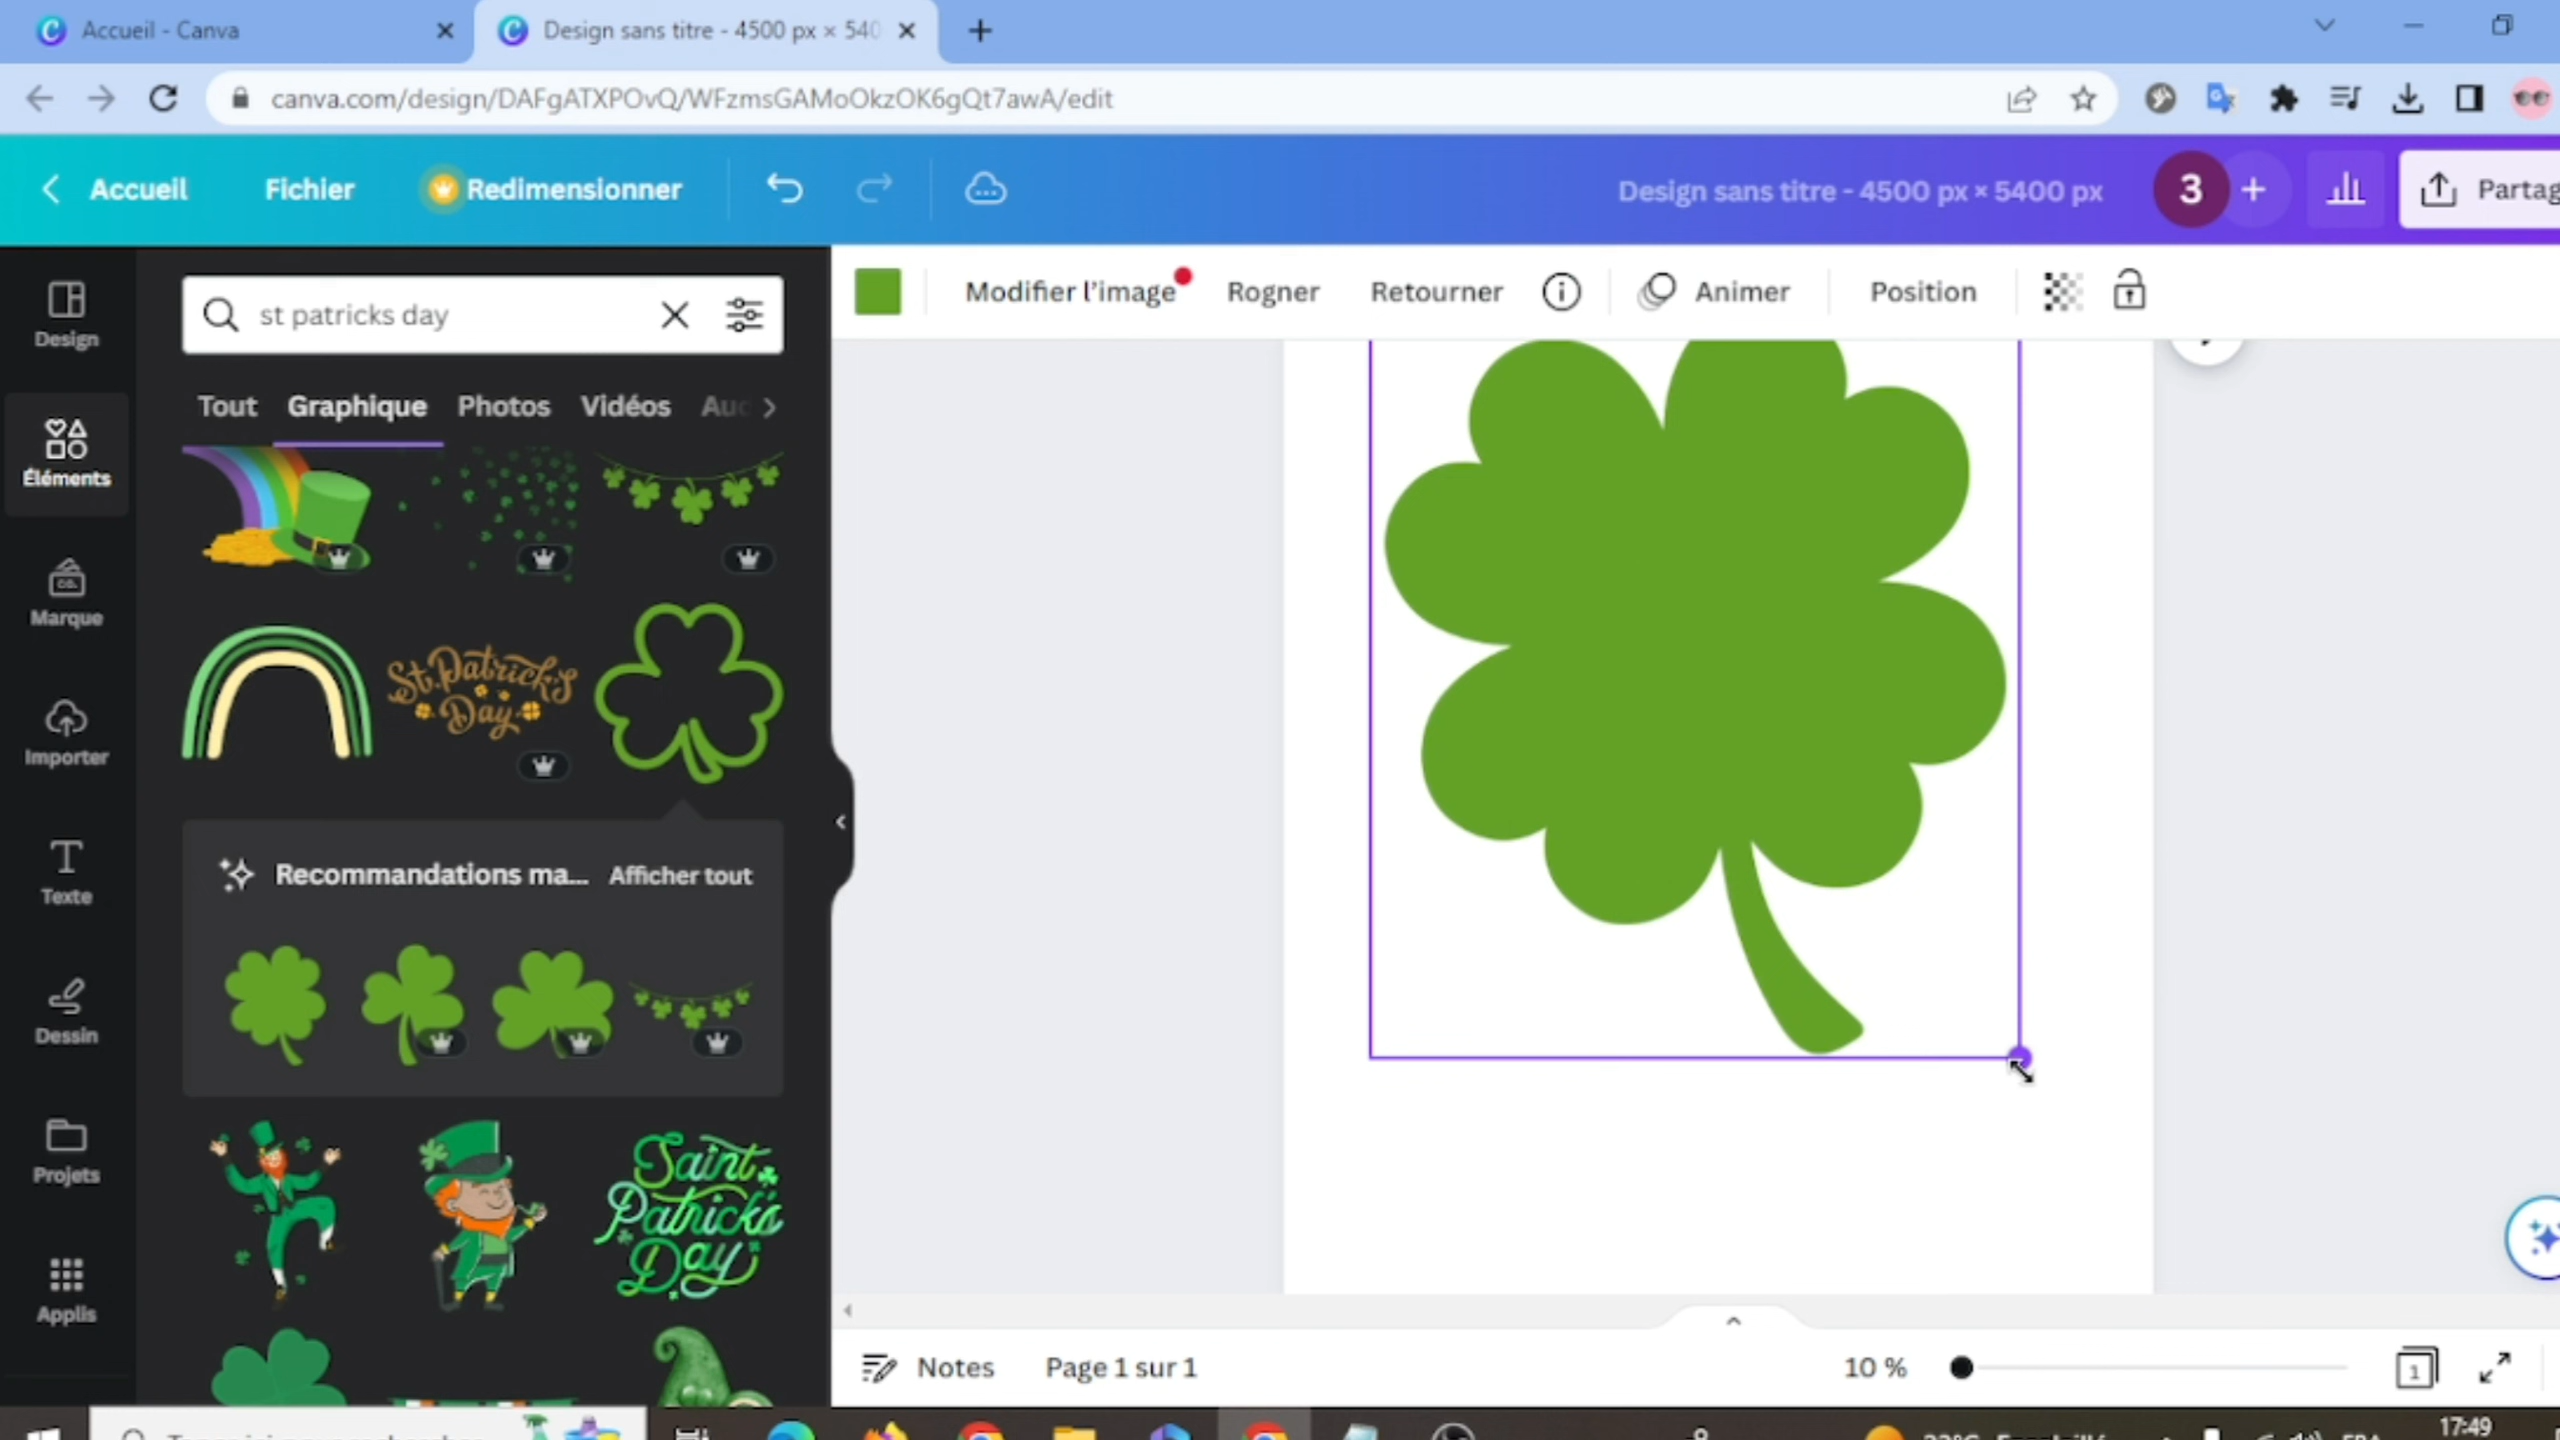 Accueil - Canva
Design sans titre - 4500 px × 540
canva.com/design/DAFgATXPOvQ/WFzmsGAMoOkzOK6gQt7awA/edit
Accueil
Fichier
Redimensionner
Design sans titre - 4500 px × 5400 px
3
Partag
st patricks day
Modifier l'image
Rogner
Retourner
Animer
Position
Tout
Graphique
Photos
Vidéos
Auc
Design
Éléments
Marque
CO.
Importer
Texte
Dessin
Projets
Applis
St. Patrick's
Day
Recommandations ma...
Afficher tout
Saint
Patrick's
Day
Notes
Page 1 sur 1
10 %
1
17:49